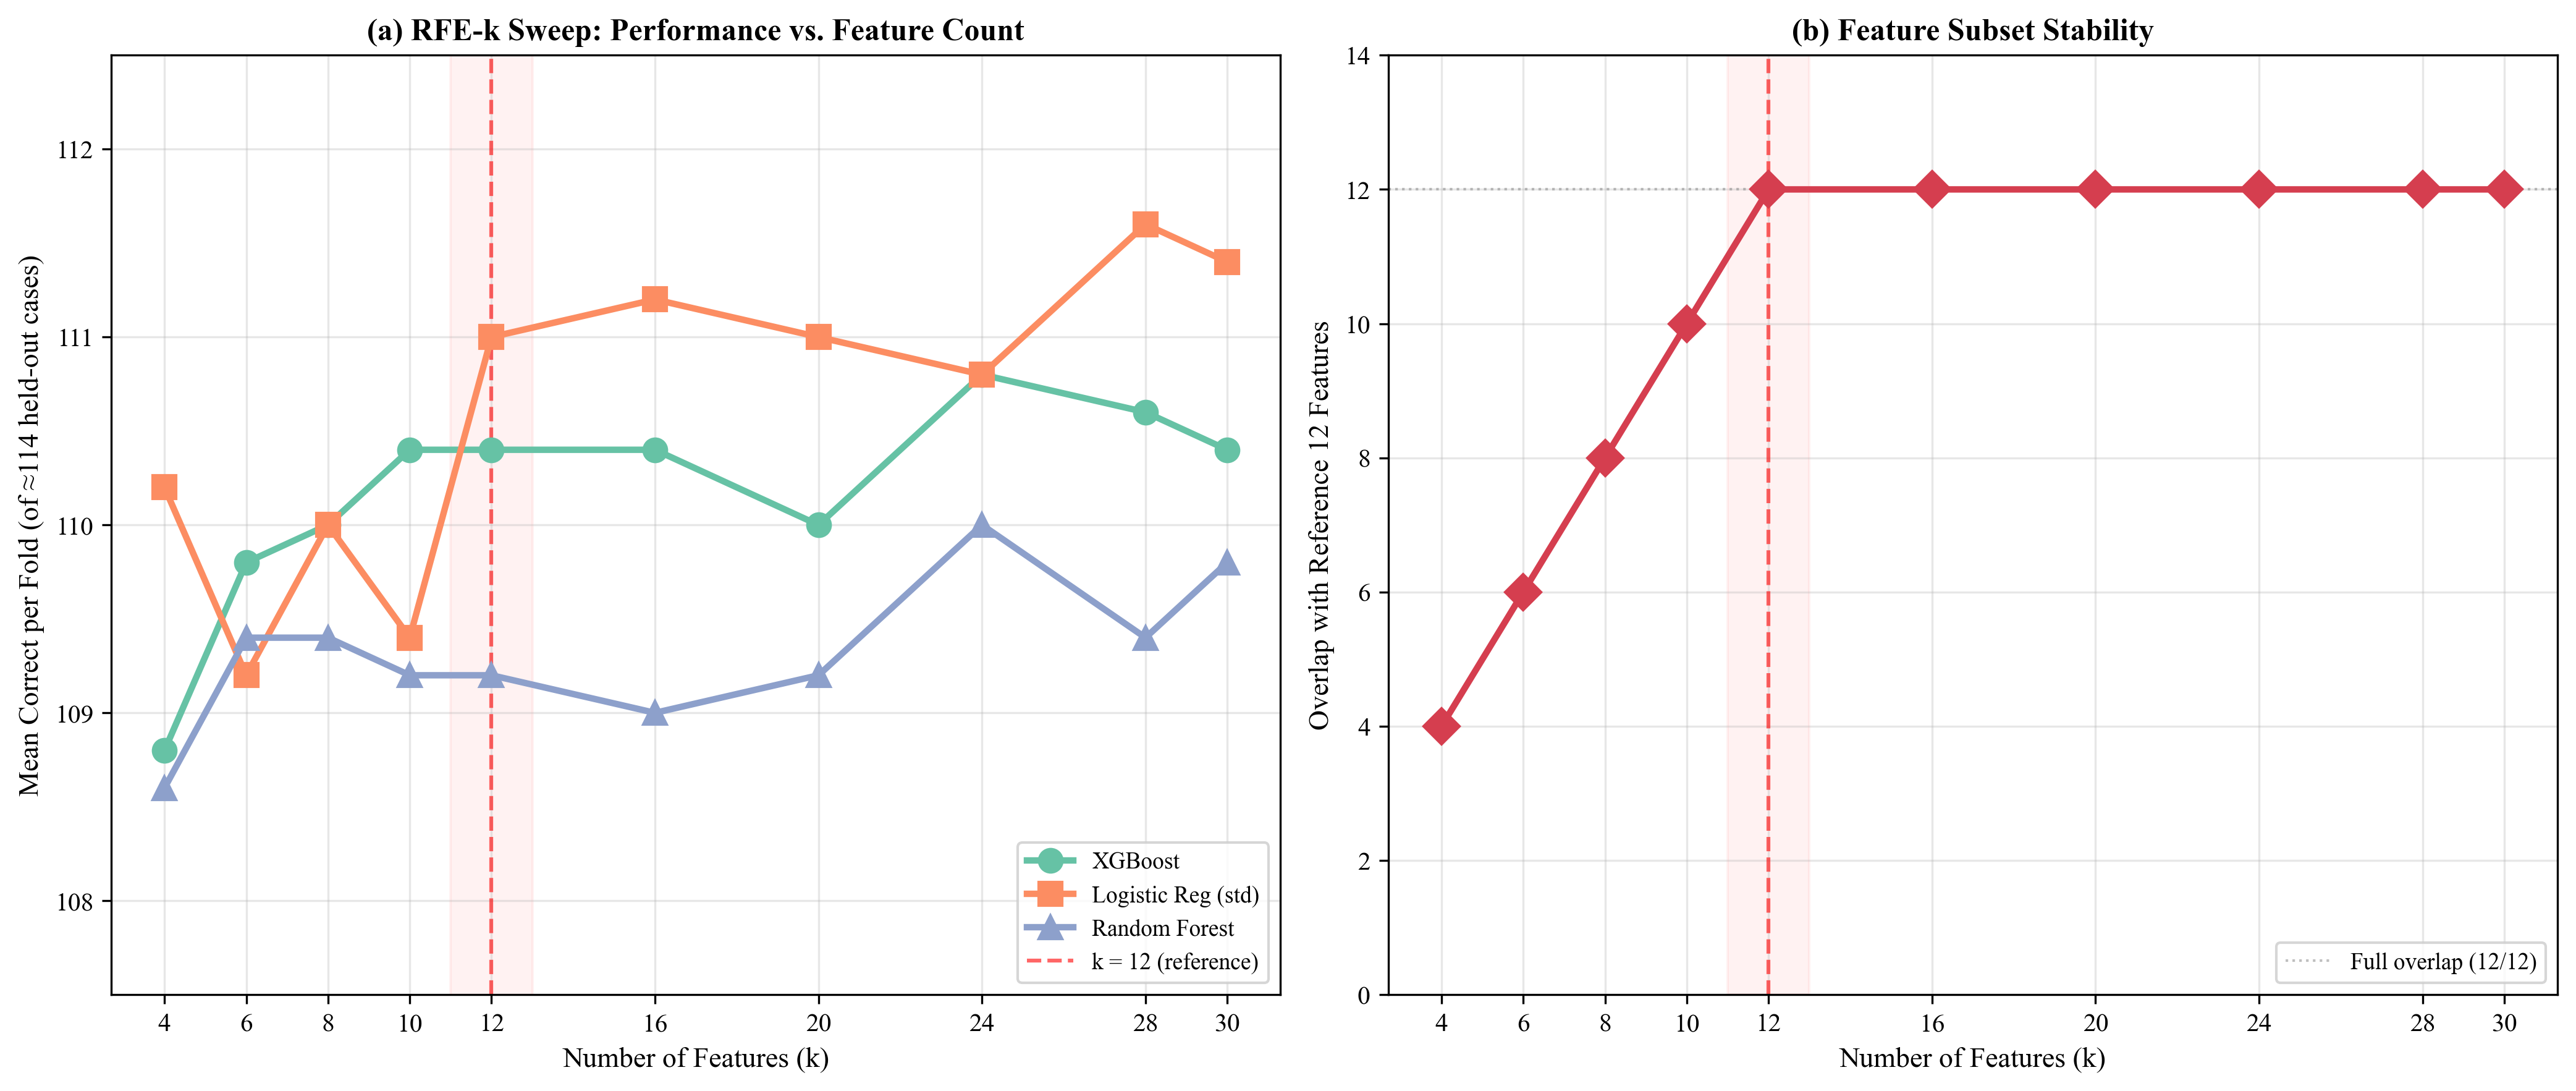 (a) RFE-k Sweep: Performance vs. Feature Count
Mean Correct per Fold (of ≈114 held-out cases)
112
111
110
109
108
4 6 8 10 12 16 20 24 28 30
Number of Features (k)
XGBoost
Logistic Reg (std)
Random Forest
k = 12 (reference)
(b) Feature Subset Stability
Overlap with Reference 12 Features
14
12
10
8
6
4
2
0
4 6 8 10 12 16 20 24 28 30
Number of Features (k)
Full overlap (12/12)